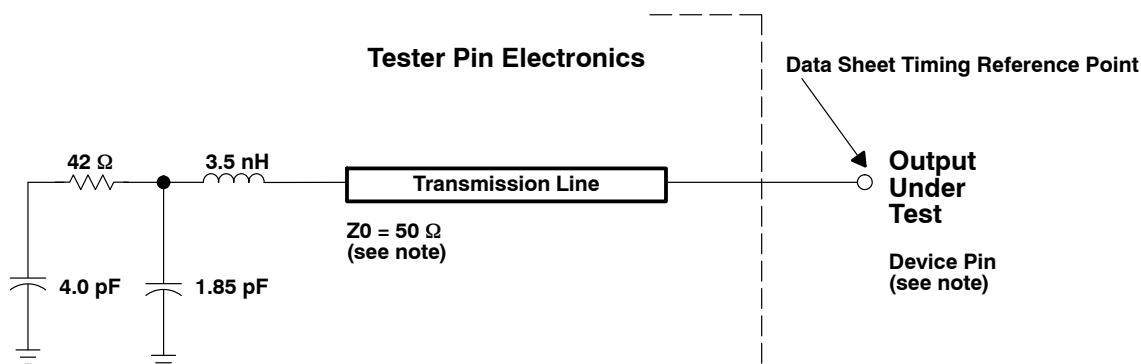 Tester Pin Electronics
Data Sheet Timing Reference Point
42 Ω
3.5 nH
Transmission Line
Output
Under
Test
Z0 = 50 Ω
(see note)
Device Pin
(see note)
4.0 pF
1.85 pF